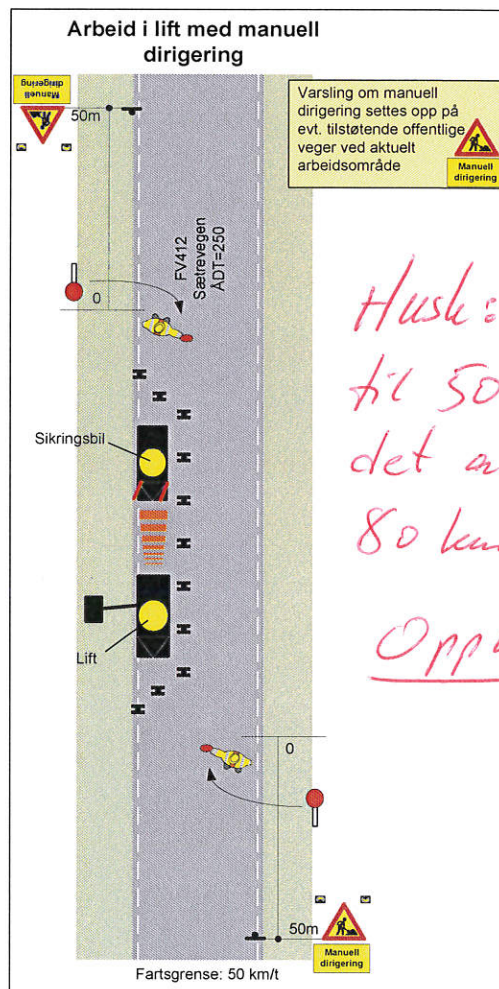 Arbeid i lift med manuell
dirigering
Manuell
dirigering
50m
Varsling om manuell
dirigering settes opp på
evt. tilstøtende offentlige
veger ved aktuelt
arbeidsområde
Manuell
dirigering
FV412
Sætrevegen
ÅDT=250
0
Husk:
til 50
det
80 km
Sikringsbil
Lift
0
50m
Manuell
dirigering
Fartsgrense: 50 km/t